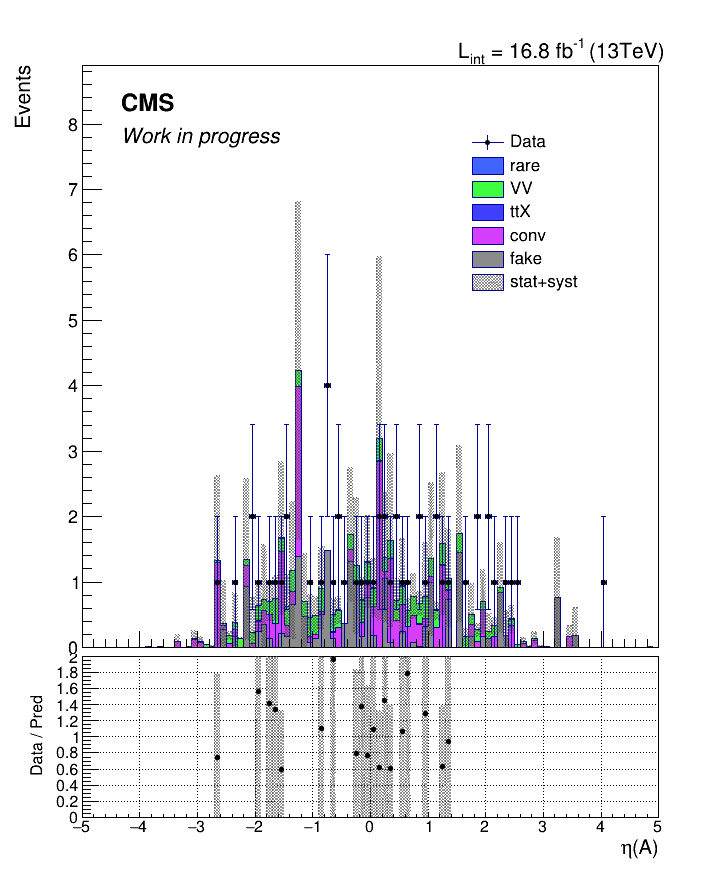 L_int = 16.8 fb^-1 (13TeV)
Events
CMS
Work in progress
Data
rare
VV
ttX
conv
fake
stat+syst
8
7
6
5
4
3
2
1
0
Data / Pred
2
1.8
1.6
1.4
1.2
1
0.8
0.6
0.4
0.2
0
−5 −4 −3 −2 −1 0 1 2 3 4 5
η(A)